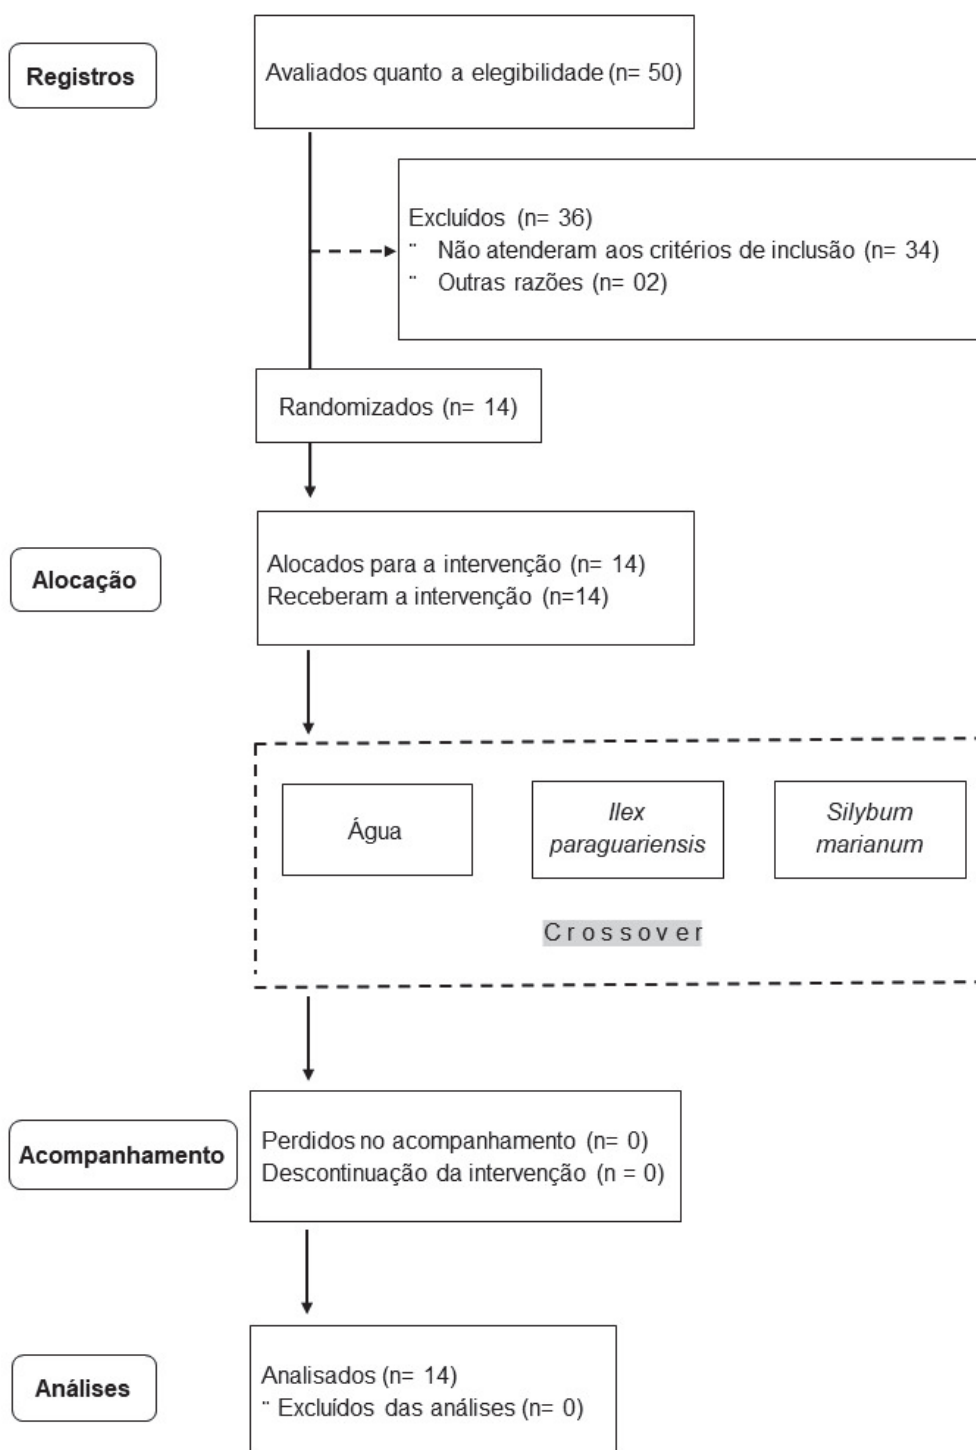 Registros
Avaliados quanto a elegibilidade (n= 50)
Excluídos (n= 36)
¨ Não atenderam aos critérios de inclusão (n= 34)
¨ Outras razões (n= 02)
Randomizados (n= 14)
Alocação
Alocados para a intervenção (n= 14)
Receberam a intervenção (n=14)
Água
Ilex
paraguariensis
Silybum
marianum
Crossover
Acompanhamento
Perdidos no acompanhamento (n= 0)
Descontinuação da intervenção (n = 0)
Análises
Analisados (n= 14)
¨ Excluídos das análises (n= 0)